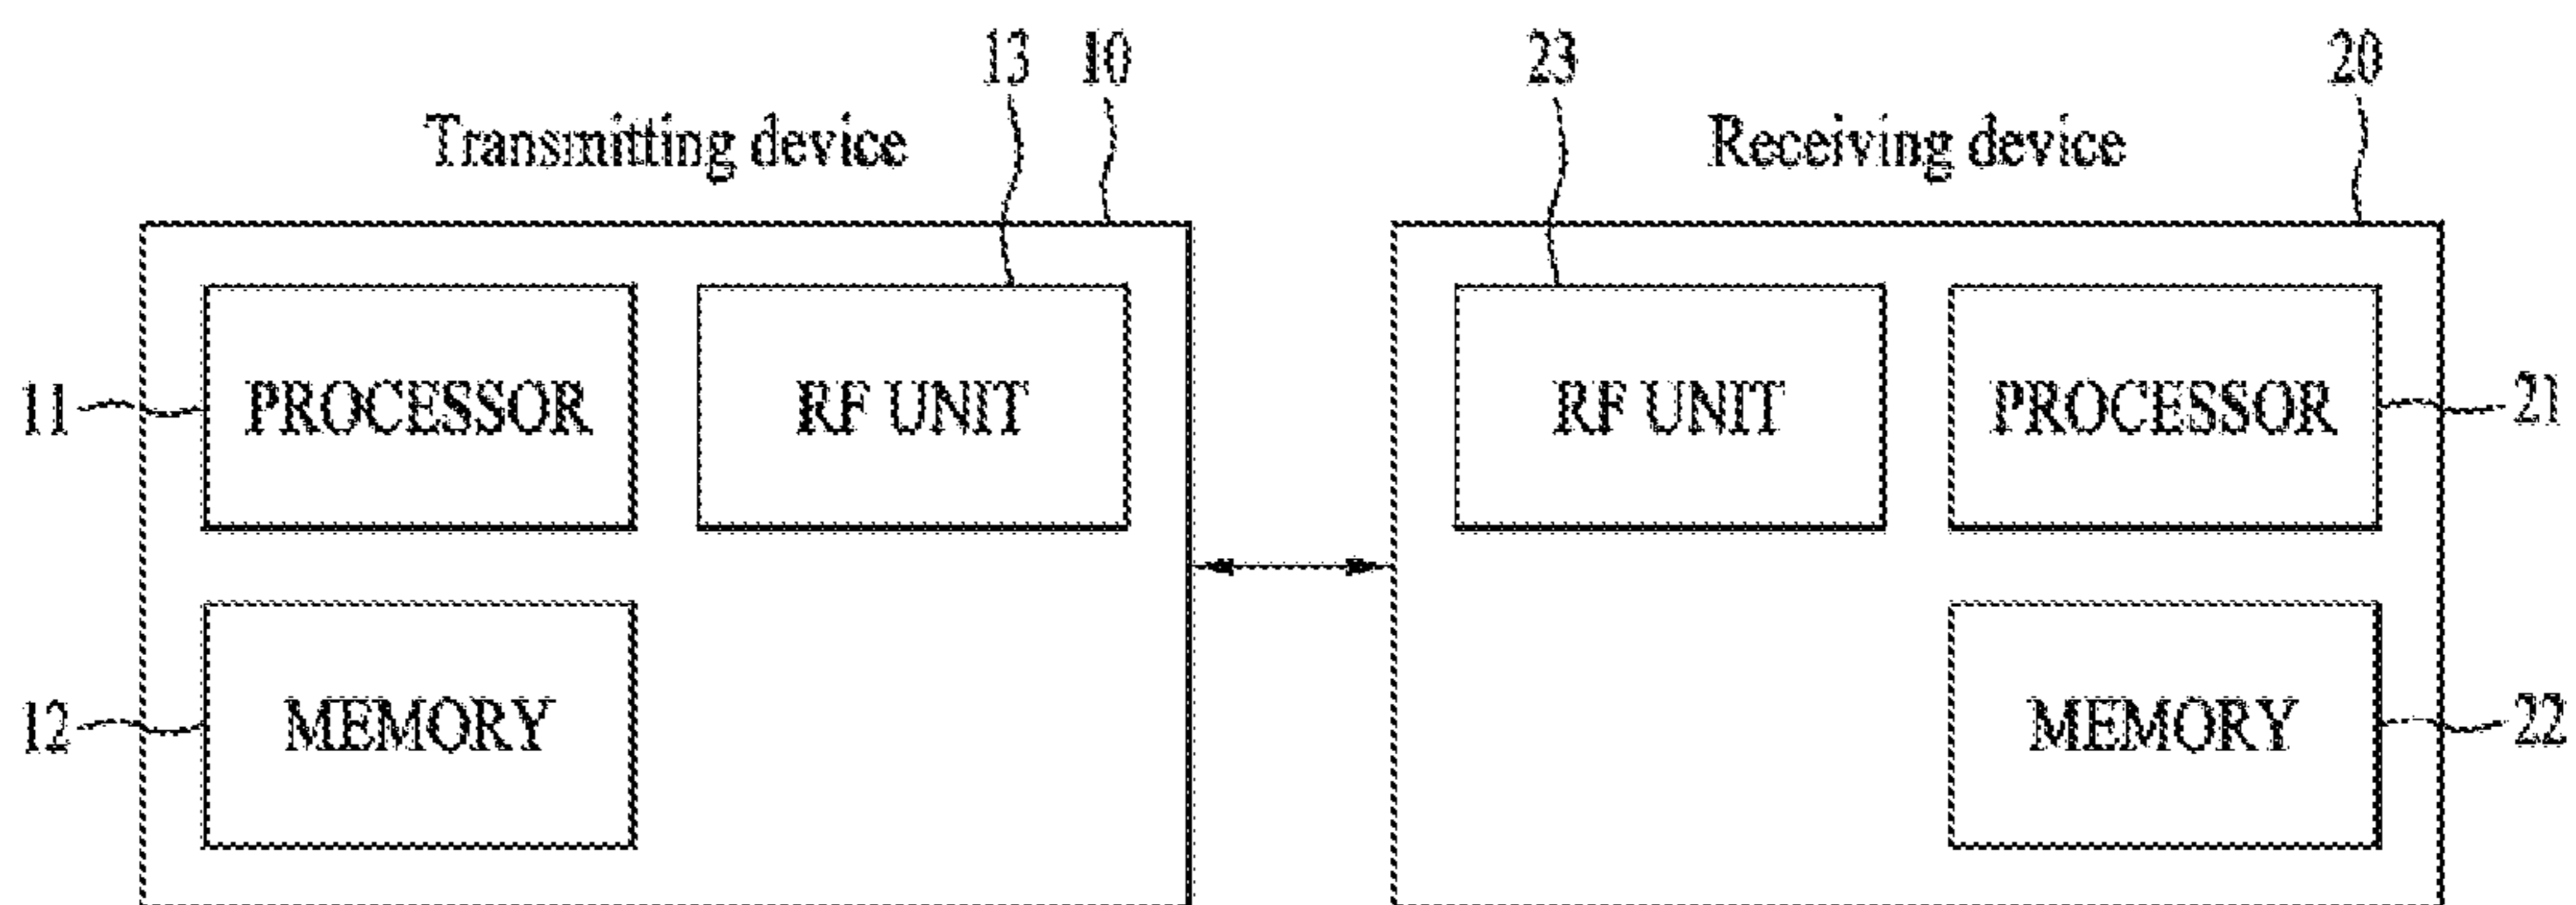 13 10 23 20
Transmitting device Receiving device
11 PROCESSOR RF UNIT RF UNIT PROCESSOR 21
12 MEMORY MEMORY 22